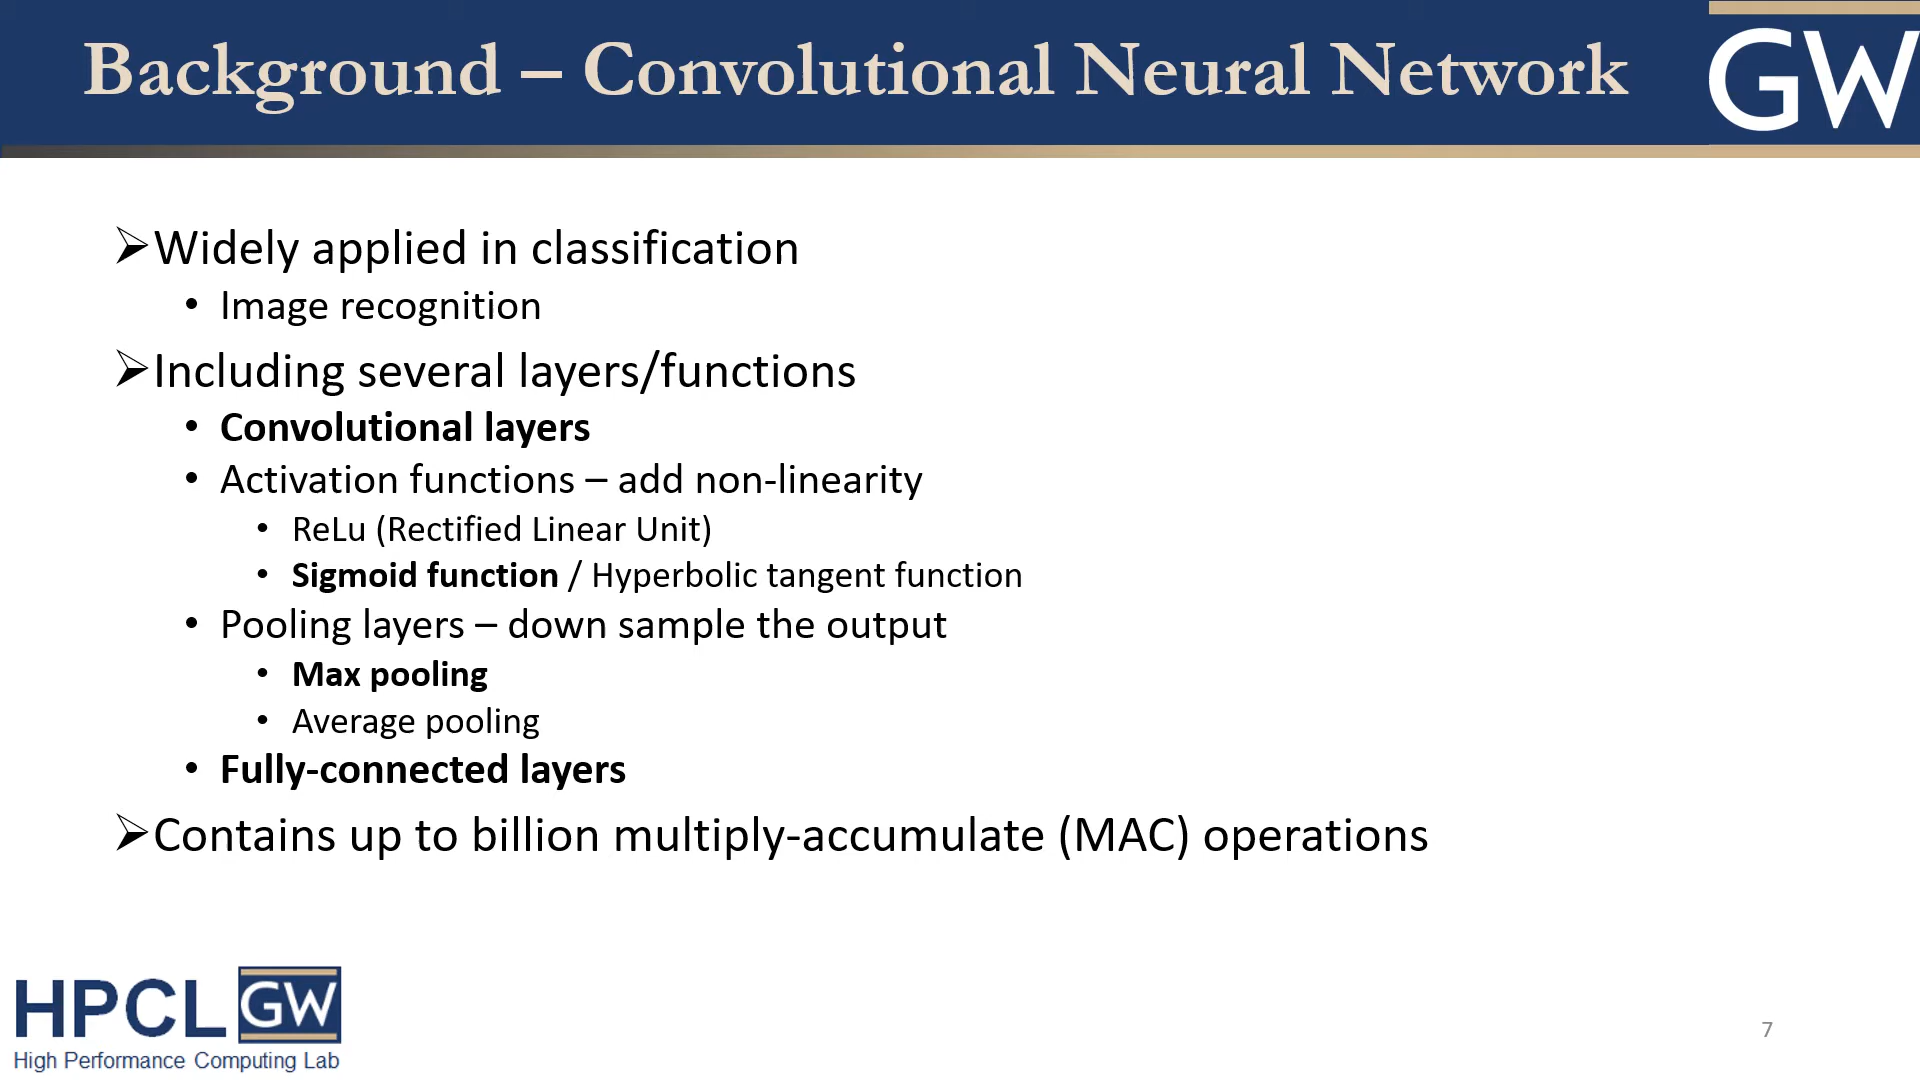 Background – Convolutional Neural Network
GW
➢Widely applied in classification
• Image recognition
➢Including several layers/functions
• Convolutional layers
• Activation functions – add non-linearity
• ReLu (Rectified Linear Unit)
• Sigmoid function / Hyperbolic tangent function
• Pooling layers – down sample the output
• Max pooling
• Average pooling
• Fully-connected layers
➢Contains up to billion multiply-accumulate (MAC) operations
HPCL GW
High Performance Computing Lab
7